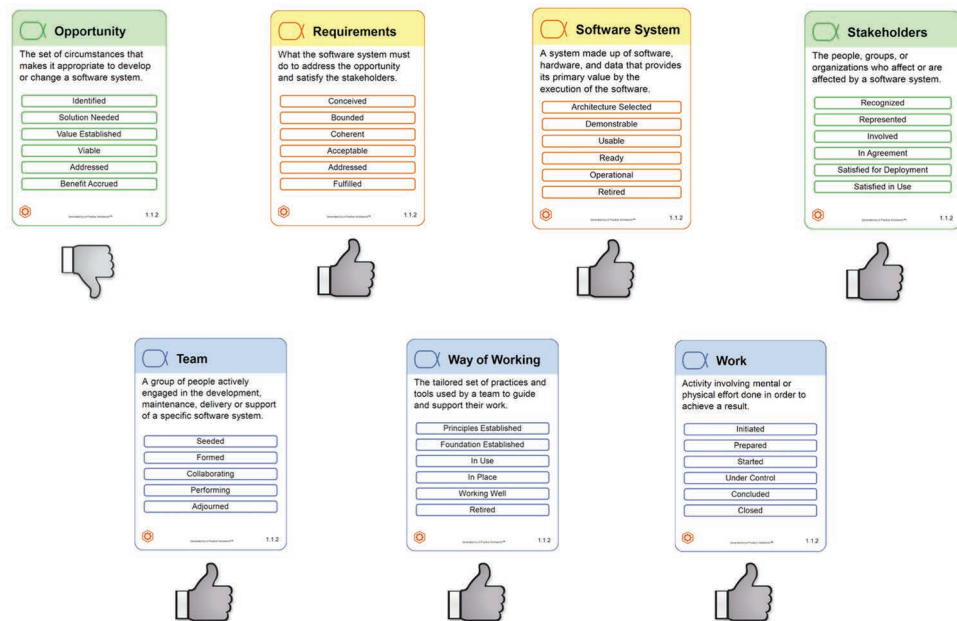 Opportunity
The set of circumstances that
makes it appropriate to develop
or change a software system.
Identified
Solution Needed
Value Established
Viable
Addressed
Benefit Accrued
1.1.2
Requirements
What the software system must
do to address the opportunity
and satisfy the stakeholders.
Conceived
Bounded
Coherent
Acceptable
Addressed
Fulfilled
1.1.2
Software System
A system made up of software,
hardware, and data that provides
its primary value by the
execution of the software.
Architecture Selected
Demonstrable
Usable
Ready
Operational
Retired
1.1.2
Stakeholders
The people, groups, or
organizations who affect or are
affected by a software system.
Recognized
Represented
Involved
In Agreement
Satisfied for Deployment
Satisfied in Use
1.1.2
Team
A group of people actively
engaged in the development,
maintenance, delivery or support
of a specific software system.
Seeded
Formed
Collaborating
Performing
Adjourned
1.1.2
Way of Working
The tailored set of practices and
tools used by a team to guide
and support their work.
Principles Established
Foundation Established
In Use
In Place
Working Well
Retired
1.1.2
Work
Activity involving mental or
physical effort done in order to
achieve a result.
Initiated
Prepared
Started
Under Control
Concluded
Closed
1.1.2